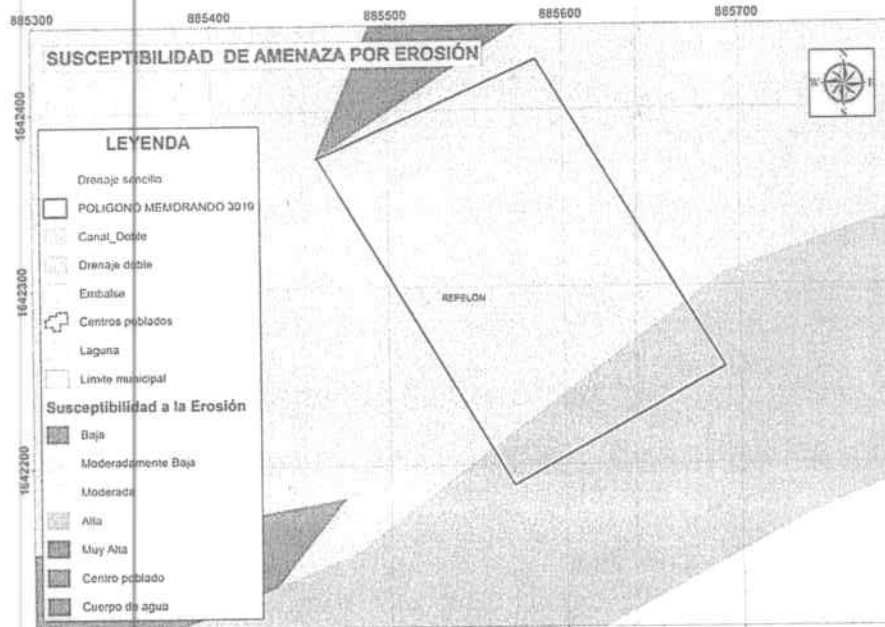 885300 885400 885500 885600 885700
SUSCEPTIBILIDAD DE AMENAZA POR EROSIÓN
N
W E
S
1642400
1642300
1642200
LEYENDA
Drenaje sencillo
POLIGONO MEMORANDO 3019
Canal_Doble
Drenaje doble
Embalse
Centros poblados
Laguna
Limite municipal
Susceptibilidad a la Erosión
Baja
Moderadamente Baja
Moderada
Alta
Muy Alta
Centro poblado
Cuerpo de agua
REPELÓN